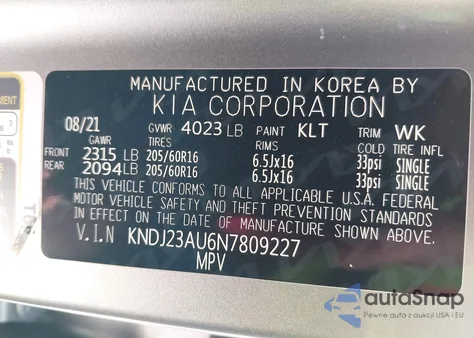 MANUFACTURED IN KOREA BY
KIA CORPORATION
08/21 GVWR 4023 LB PAINT KLT TRIM WK
GAWR TIRES RIMS COLD TIRE INFL
FRONT 2315 LB 205/60R16 6.5Jx16 33psi SINGLE
REAR 2094 LB 205/60R16 6.5Jx16 33psi SINGLE
THIS VEHICLE CONFORMS TO ALL APPLICABLE U.S.A. FEDERAL
MOTOR VEHICLE SAFETY AND THEFT PREVENTION STANDARDS
IN EFFECT ON THE DATE OF MANUFACTURE SHOWN ABOVE.
V.I.N KNDJ23AU6N7809227
MPV
autoSnap
Pewne auta z aukcji USA i EU